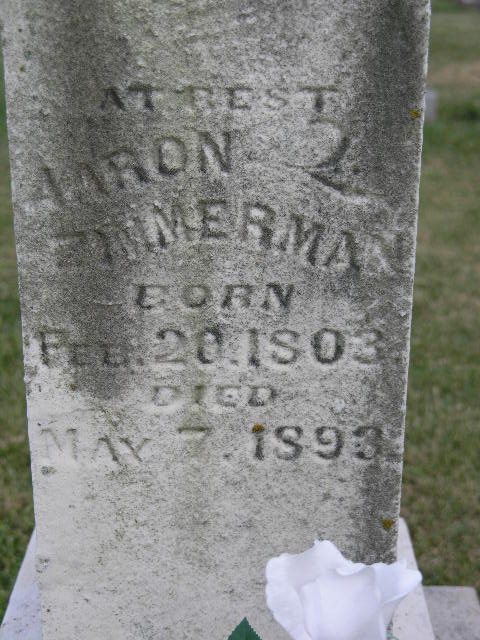 AT REST
AARON Z.
ZIMMERMAN
BORN
FEB. 20. 1803
DIED
MAY 7. 1893